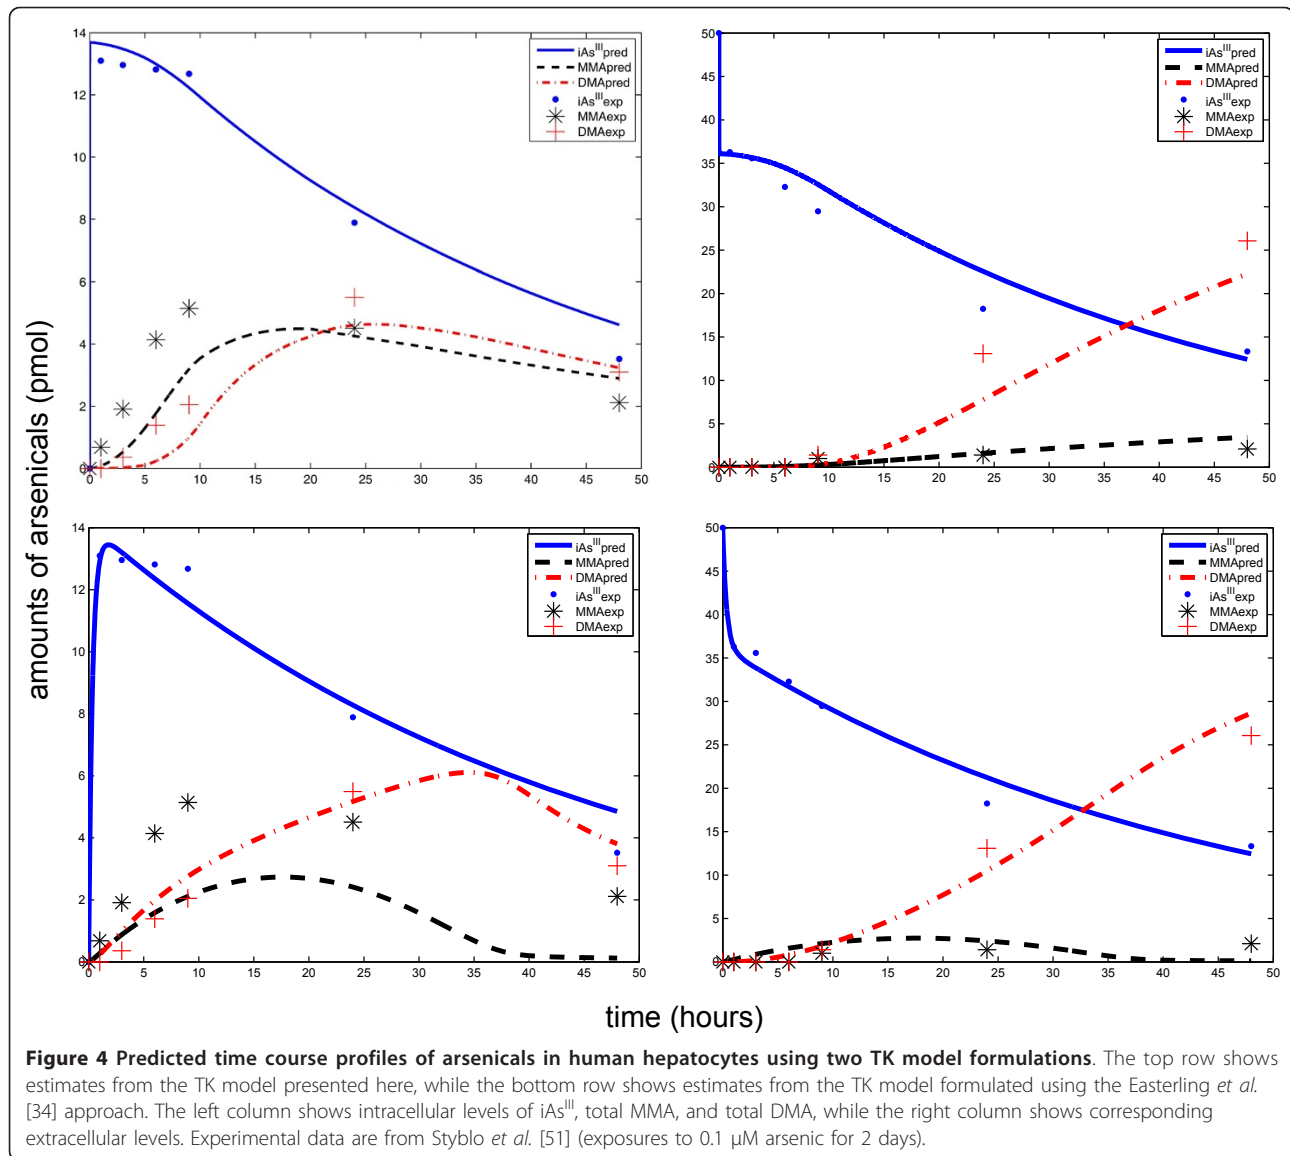 14
12
10
8
6
4
2
0
0 5 10 15 20 25 30 35 40 45 50
iAsIIIpred
MMApred
DMApred
iAsIIIexp
MMAexp
DMAexp
50
45
40
35
30
25
20
15
10
5
0
0 5 10 15 20 25 30 35 40 45 50
iAsIIIpred
MMApred
DMApred
iAsIIIexp
MMAexp
DMAexp
amounts of arsenicals (pmol)
14
12
10
8
6
4
2
0
0 5 10 15 20 25 30 35 40 45 50
iAsIIIpred
MMApred
DMApred
iAsIIIexp
MMAexp
DMAexp
50
45
40
35
30
25
20
15
10
5
0
0 5 10 15 20 25 30 35 40 45 50
iAsIIIpred
MMApred
DMApred
iAsIIIexp
MMAexp
DMAexp
time (hours)
Figure 4 Predicted time course profiles of arsenicals in human hepatocytes using two TK model formulations. The top row shows
estimates from the TK model presented here, while the bottom row shows estimates from the TK model formulated using the Easterling et al.
[34] approach. The left column shows intracellular levels of iAsIII, total MMA, and total DMA, while the right column shows corresponding
extracellular levels. Experimental data are from Styblo et al. [51] (exposures to 0.1 μM arsenic for 2 days).